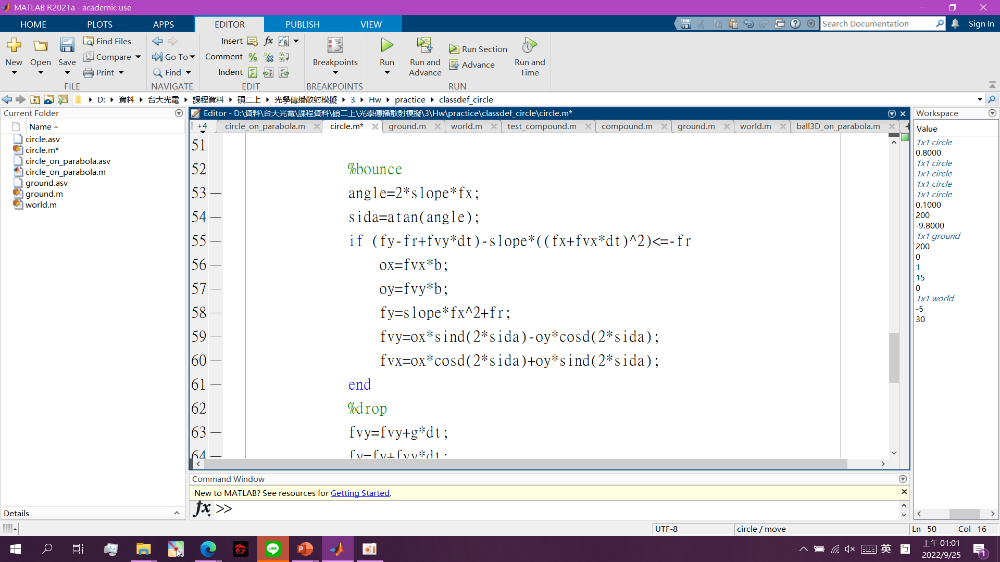 MATLAB R2021a - academic use
HOME
PLOTS
APPS
EDITOR
PUBLISH
VIEW
Search Documentation
Sign In
New
Open
Save
Find Files
Compare
Print
FILE
Go To
Find
NAVIGATE
Insert
Comment
Indent
EDIT
Breakpoints
BREAKPOINTS
Run
Run and
Advance
Run Section
Advance
Run and
Time
RUN
D: 資料 台大光電 課程資料 碩二上 光學傳播散射模擬 3 Hw practice classdef_circle
Current Folder
Name
circle.asv
circle.m*
circle_on_parabola.asv
circle_on_parabola.m
ground.asv
ground.m
world.m
Details
Editor - D:\資料\台大光電\課程資料\碩二上\光學傳播散射模擬\3\Hw\practice\classdef_circle\circle.m*
+4 circle_on_parabola.m circle.m* ground.m world.m test_compound.m compound.m ground.m world.m ball3D_on_parabola.m
51
52 %bounce
53 angle=2*slope*fx;
54 sida=atan(angle);
55 if (fy-fr+fvy*dt)-slope*((fx+fvx*dt)^2)<=-fr
56 ox=fvx*b;
57 oy=fvy*b;
58 fy=slope*fx^2+fr;
59 fvy=ox*sind(2*sida)-oy*cosd(2*sida);
60 fvx=ox*cosd(2*sida)+oy*sind(2*sida);
61 end
62 %drop
63 fvy=fvy+g*dt;
64 fy=fy+fvy*dt;
Command Window
New to MATLAB? See resources for Getting Started.
fx >>
Workspace
Value
1x1 circle
0.8000
1x1 circle
1x1 circle
1x1 circle
1x1 circle
0.1000
200
-9.8000
1x1 ground
200
0
1
15
0
1x1 world
-5
30
UTF-8
circle / move
Ln 50 Col 16
LINE
英
上午 01:01
2022/9/25
1